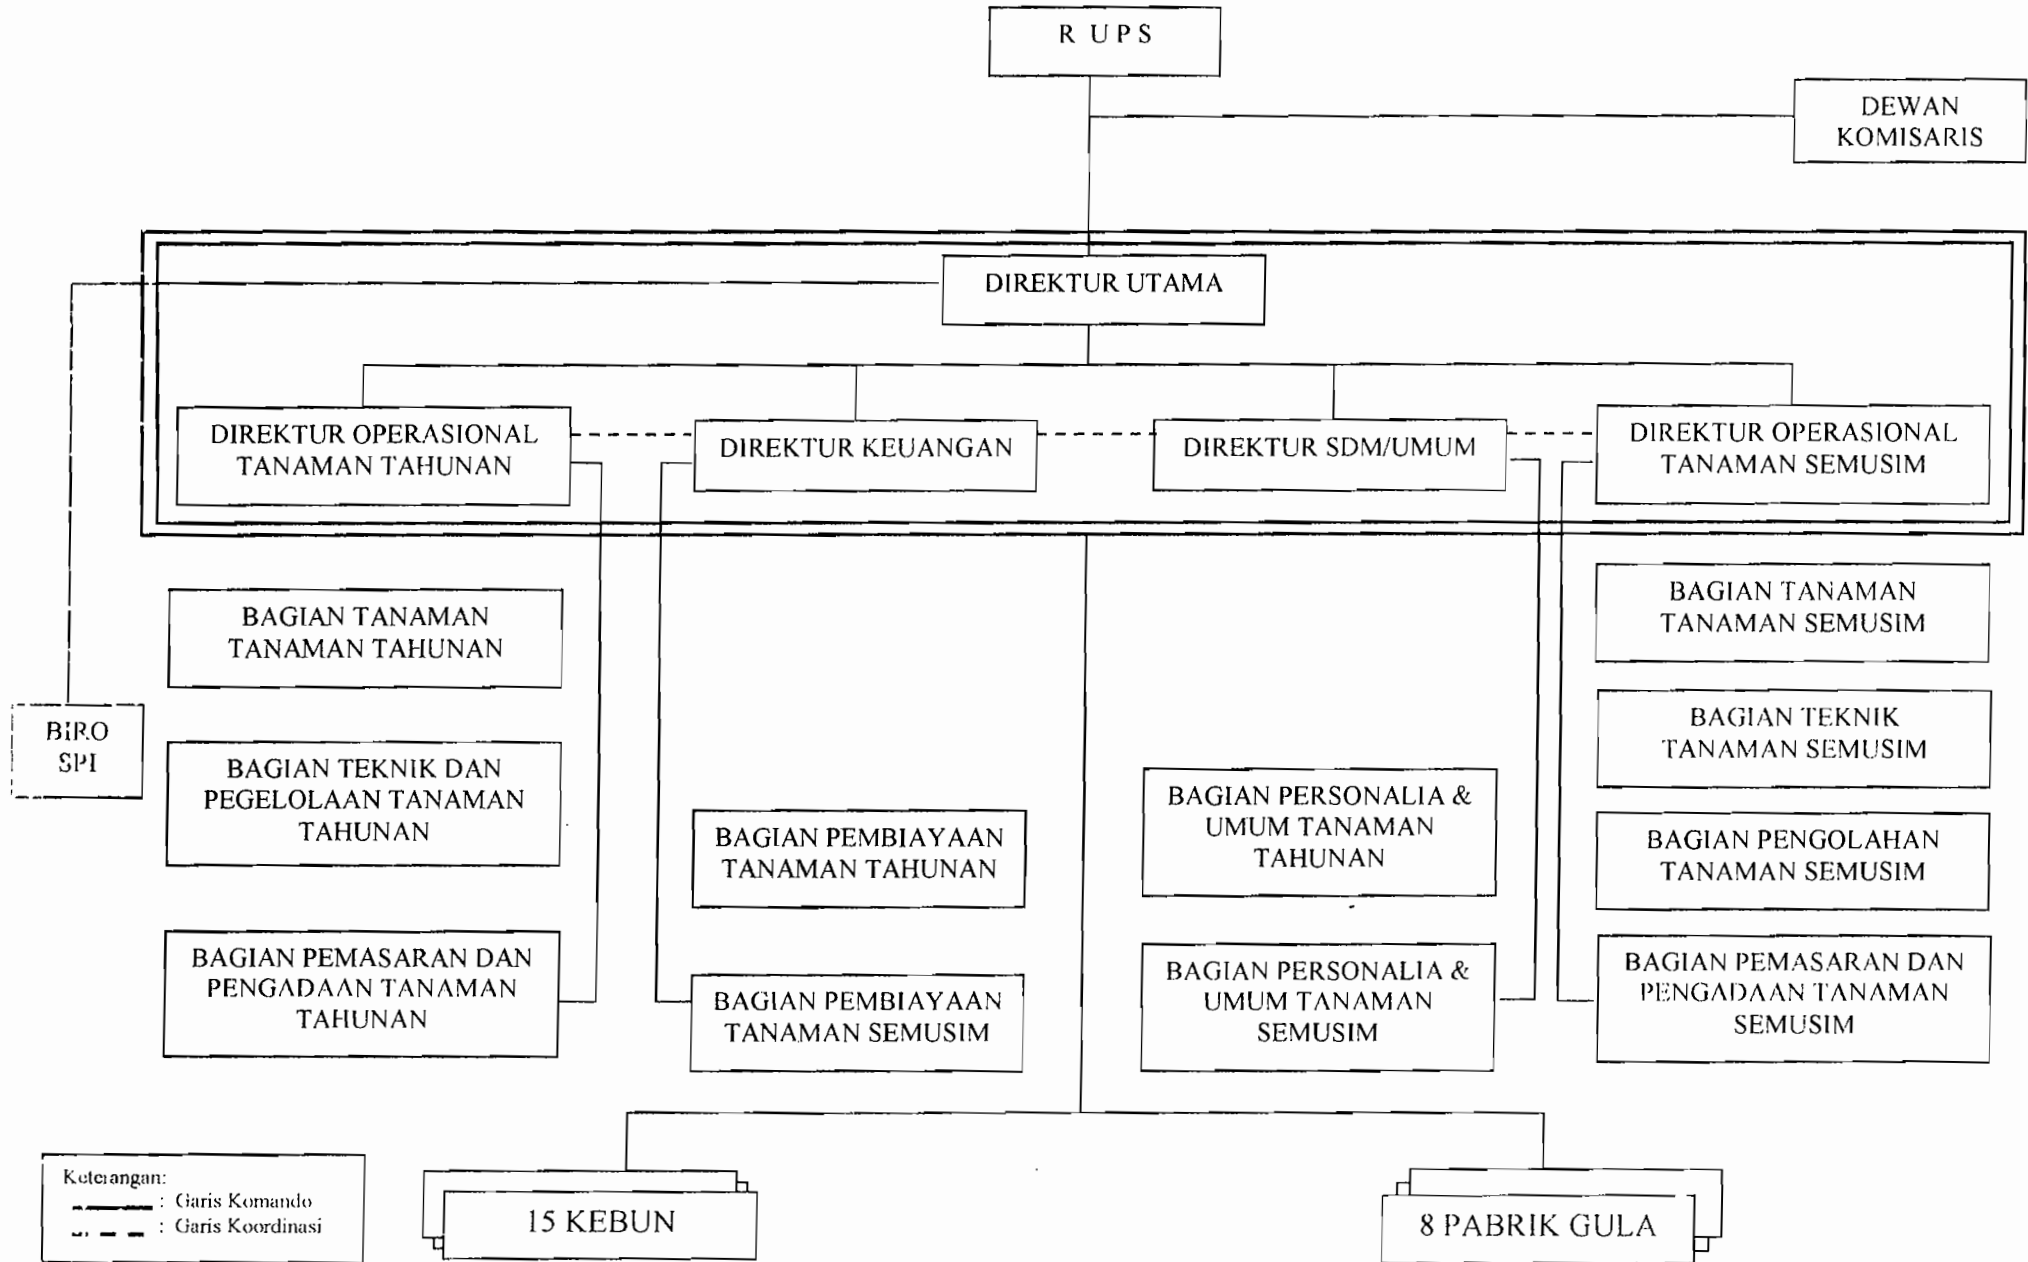 R UPS
DEWAN
KOMISARIS
DIREKTUR UTAMA
DIREKTUR OPERASIONAL
TANAMAN TAHUNAN
DIREKTUR KEUANGAN
DIREKTUR SDM/UMUM
DIREKTUR OPERASIONAL
TANAMAN SEMUSIM
BAGIAN TANAMAN
TANAMAN TAHUNAN
BAGIAN TANAMAN
TANAMAN SEMUSIM
BIRO
SPI
BAGIAN TEKNIK DAN
PEGELOLAAN TANAMAN
TAHUNAN
BAGIAN TEKNIK
TANAMAN SEMUSIM
BAGIAN PEMBIAYAAN
TANAMAN TAHUNAN
BAGIAN PERSONALIA &
UMUM TANAMAN
TAHUNAN
BAGIAN PENGOLAHAN
TANAMAN SEMUSIM
BAGIAN PEMASARAN DAN
PENGADAAN TANAMAN
TAHUNAN
BAGIAN PEMBIAYAAN
TANAMAN SEMUSIM
BAGIAN PERSONALIA &
UMUM TANAMAN
SEMUSIM
BAGIAN PEMASARAN DAN
PENGADAAN TANAMAN
SEMUSIM
Keterangan:
: Garis Komando
: Garis Koordinasi
15 KEBUN
8 PABRIK GULA